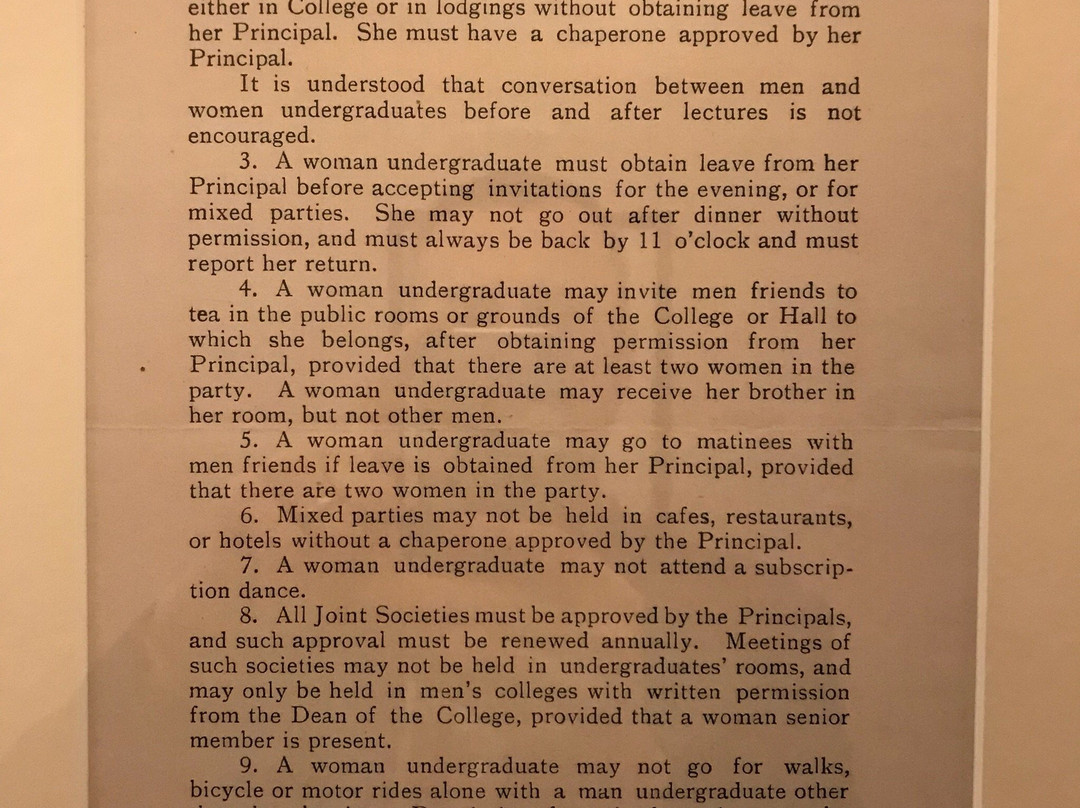 either in College or in lodgings without obtaining leave from
her Principal. She must have a chaperone approved by her
Principal.
It is understood that conversation between men and
women undergraduates before and after lectures is not
encouraged.
3. A woman undergraduate must obtain leave from her
Principal before accepting invitations for the evening, or for
mixed parties. She may not go out after dinner without
permission, and must always be back by 11 o'clock and must
report her return.
4. A woman undergraduate may invite men friends to
tea in the public rooms or grounds of the College or Hall to
which she belongs, after obtaining permission from her
Principal, provided that there are at least two women in the
party. A woman undergraduate may receive her brother in
her room, but not other men.
5. A woman undergraduate may go to matinees with
men friends if leave is obtained from her Principal, provided
that there are two women in the party.
6. Mixed parties may not be held in cafes, restaurants,
or hotels without a chaperone approved by the Principal.
7. A woman undergraduate may not attend a subscrip-
tion dance.
8. All Joint Societies must be approved by the Principals,
and such approval must be renewed annually. Meetings of
such societies may not be held in undergraduates' rooms, and
may only be held in men's colleges with written permission
from the Dean of the College, provided that a woman senior
member is present.
9. A woman undergraduate may not go for walks,
bicycle or motor rides alone with a man undergraduate other